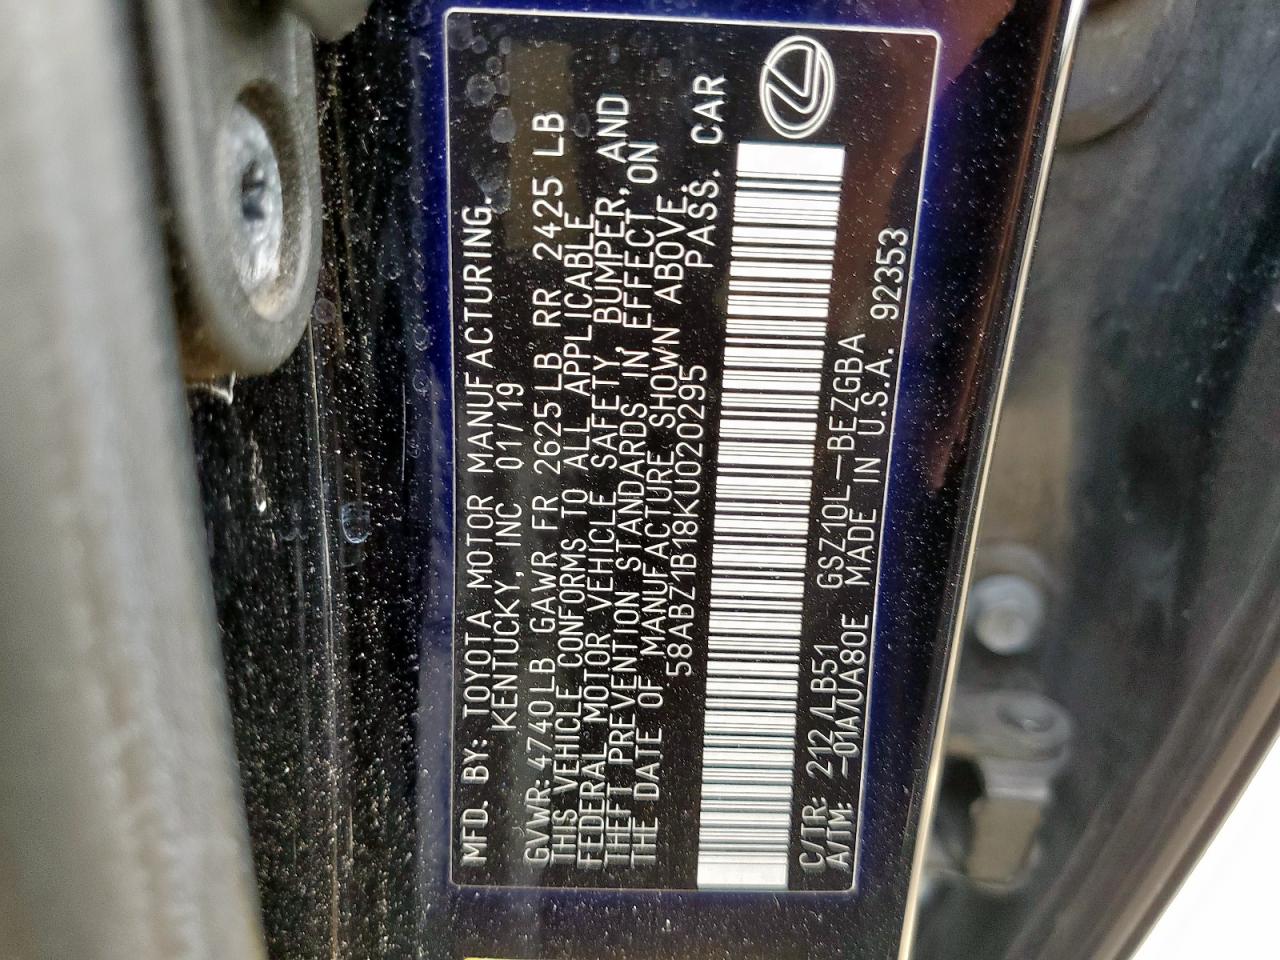 MFD. BY: TOYOTA MOTOR MANUFACTURING,
KENTUCKY, INC 01/19
GVWR: 4740LB GAWR FR 2625LB RR 2425 LB
THIS VEHICLE CONFORMS TO ALL APPLICABLE
FEDERAL MOTOR VEHICLE SAFETY, BUMPER, AND
THEFT PREVENTION STANDARDS IN EFFECT ON
THE DATE OF MANUFACTURE SHOWN ABOVE.
58ABZ1B18KU020295 PASS. CAR
C/TR: 212/LB51 GSZ10L-BEZGBA
A/TM: -01A/UA80E MADE IN U.S.A. 92353